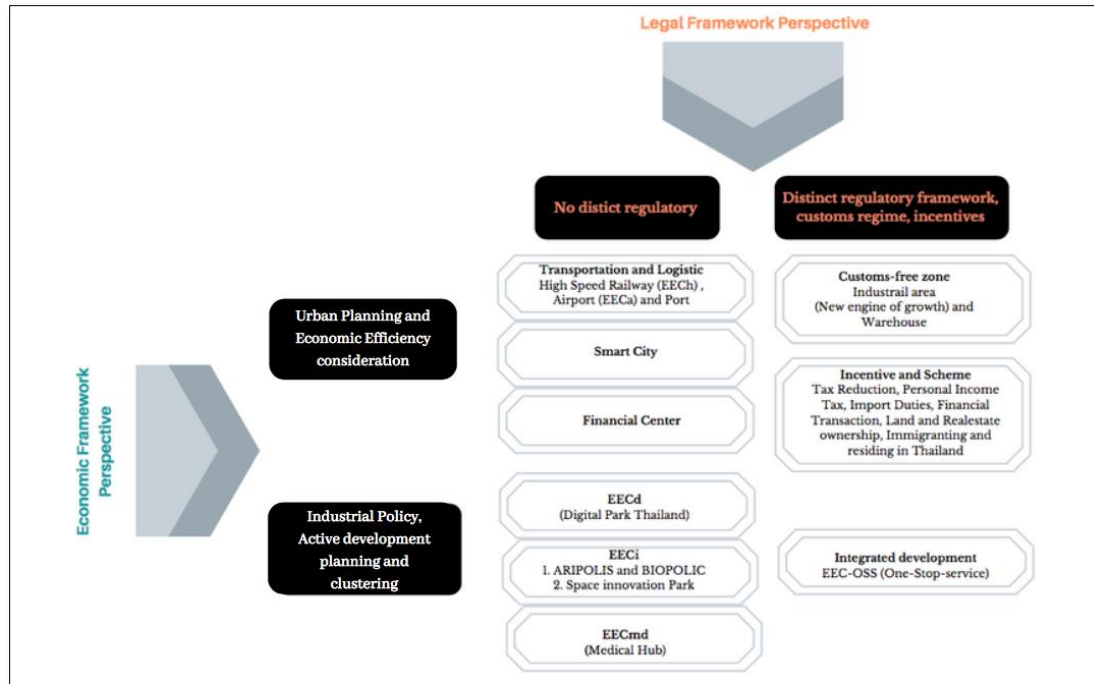 Legal Framework Perspective
No distict regulatory
Distinct regulatory framework,
customs regime, incentives
Economic Framework
Perspective
Urban Planning and
Economic Efficiency
consideration
Transportation and Logistic
High Speed Railway (EECh) ,
Airport (EECa) and Port
Smart City
Financial Center
Customs-free zone
Industrail area
(New engine of growth) and
Warehouse
Incentive and Scheme
Tax Reduction, Personal Income
Tax, Import Duties, Financial
Transaction, Land and Realestate
ownership, Immigranting and
residing in Thailand
Industrial Policy,
Active development
planning and
clustering
EECd
(Digital Park Thailand)
EECi
1. ARIPOLIS and BIOPOLIC
2. Space innovation Park
EECmd
(Medical Hub)
Integrated development
EEC-OSS (One-Stop-service)